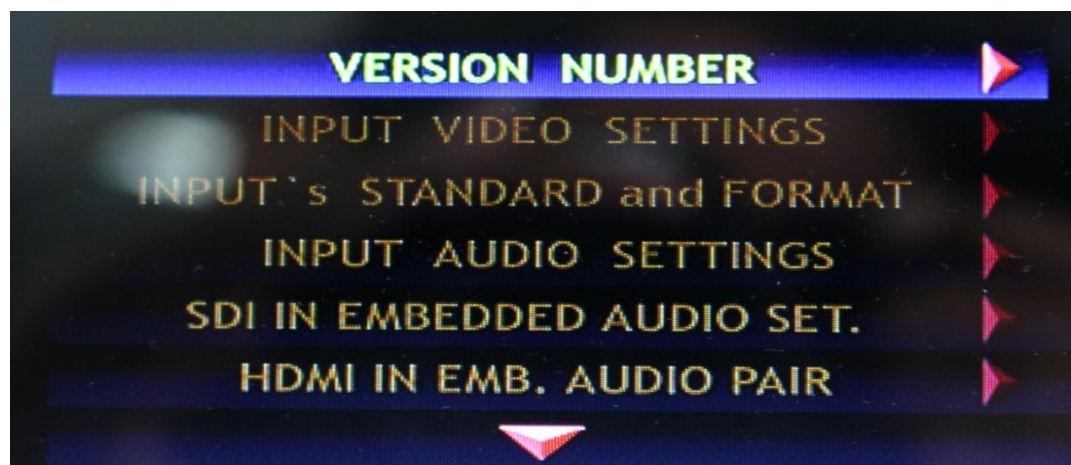 VERSION NUMBER
INPUT VIDEO SETTINGS
INPUT`s STANDARD and FORMAT
INPUT AUDIO SETTINGS
SDI IN EMBEDDED AUDIO SET.
HDMI IN EMB. AUDIO PAIR